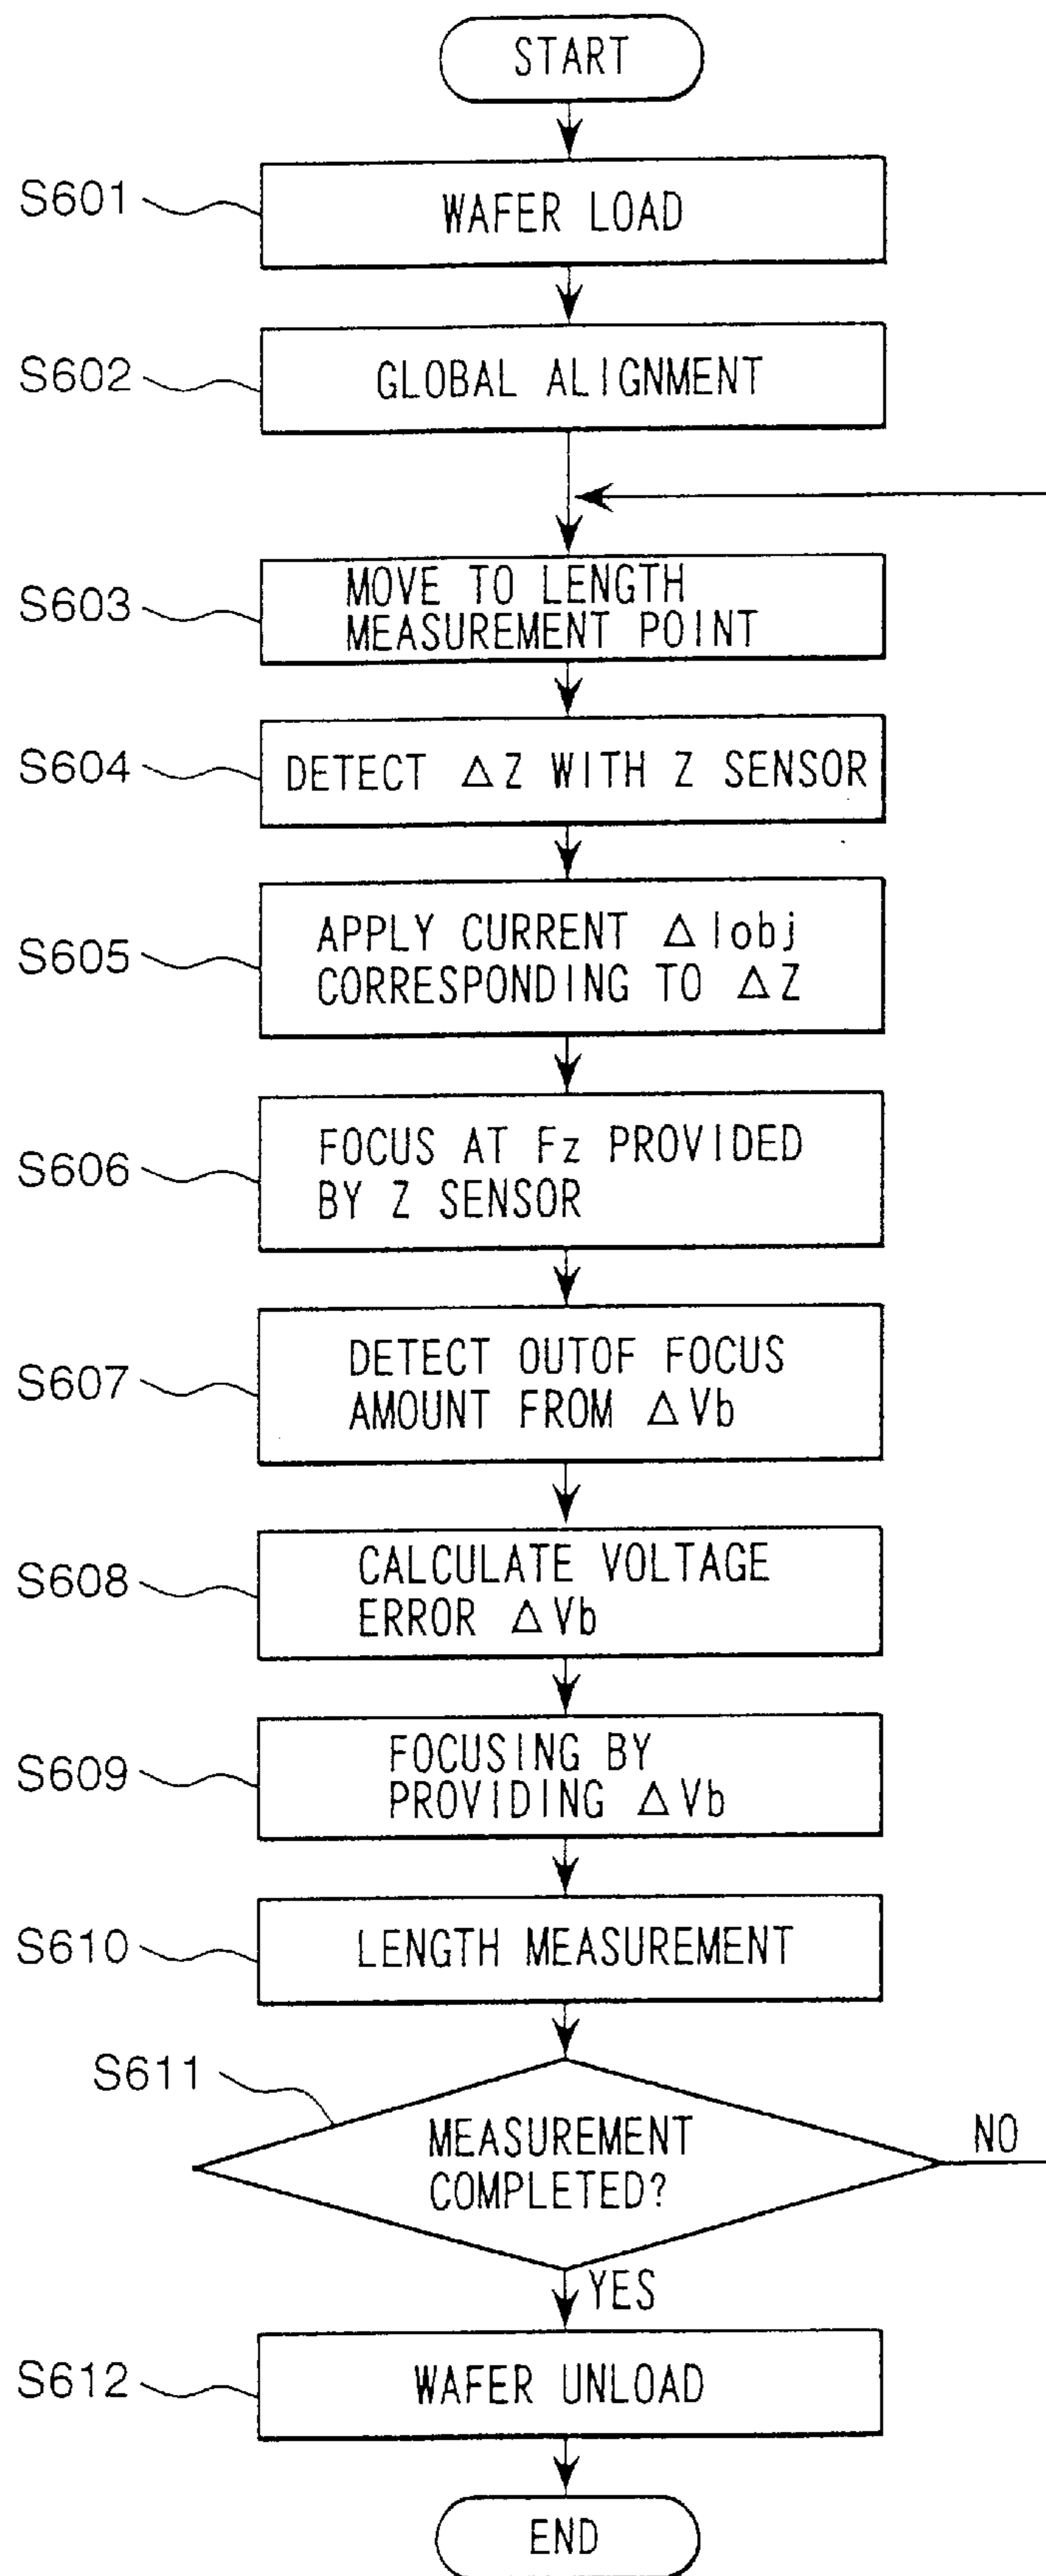 START
S601
WAFER LOAD
S602
GLOBAL ALIGNMENT
S603
MOVE TO LENGTH
MEASUREMENT POINT
S604
DETECT ΔZ WITH Z SENSOR
S605
APPLY CURRENT ΔIobj
CORRESPONDING TO ΔZ
S606
FOCUS AT Fz PROVIDED
BY Z SENSOR
S607
DETECT OUTOF FOCUS
AMOUNT FROM ΔVb
S608
CALCULATE VOLTAGE
ERROR ΔVb
S609
FOCUSING BY
PROVIDING ΔVb
S610
LENGTH MEASUREMENT
S611
MEASUREMENT
COMPLETED?
NO
YES
S612
WAFER UNLOAD
END